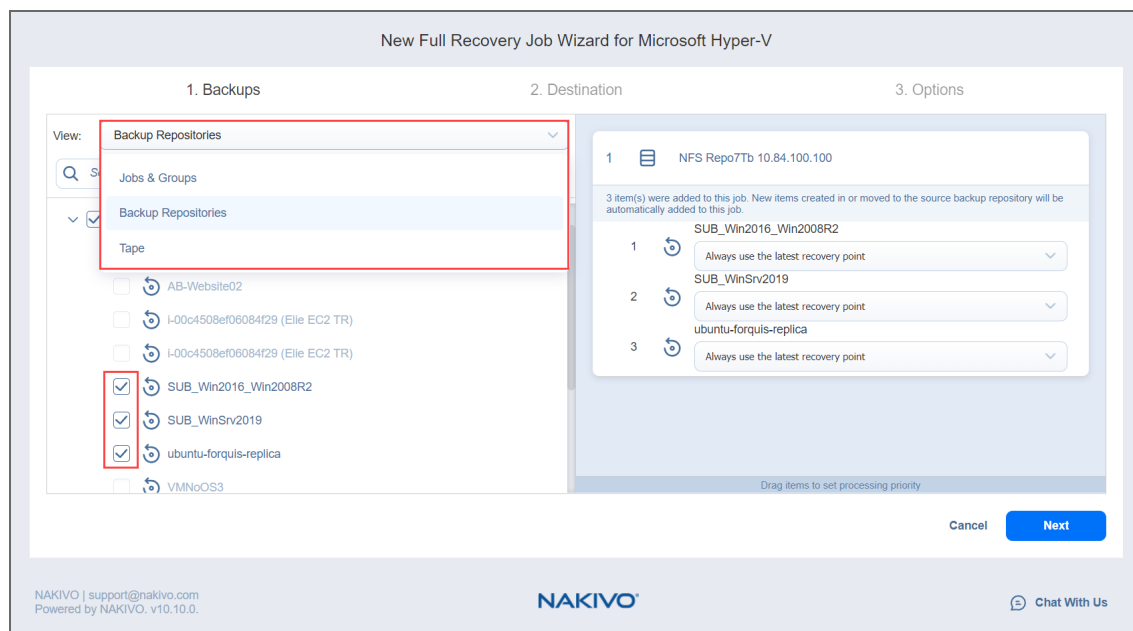 New Full Recovery Job Wizard for Microsoft Hyper-V
1. Backups
2. Destination
3. Options
View:
Backup Repositories
Jobs & Groups
Backup Repositories
Tape
AB-Website02
i-00c4508ef06084f29 (Elie EC2 TR)
i-00c4508ef06084f29 (Elie EC2 TR)
SUB_Win2016_Win2008R2
SUB_WinSrv2019
ubuntu-forquis-replica
VMNoOS3
1 NFS Repo7Tb 10.84.100.100
3 item(s) were added to this job. New items created in or moved to the source backup repository will be
automatically added to this job.
SUB_Win2016_Win2008R2
1 Always use the latest recovery point
SUB_WinSrv2019
2 Always use the latest recovery point
ubuntu-forquis-replica
3 Always use the latest recovery point
Drag items to set processing priority
Cancel
Next
NAKIVO | support@nakivo.com
Powered by NAKIVO. v10.10.0.
NAKIVO®
Chat With Us